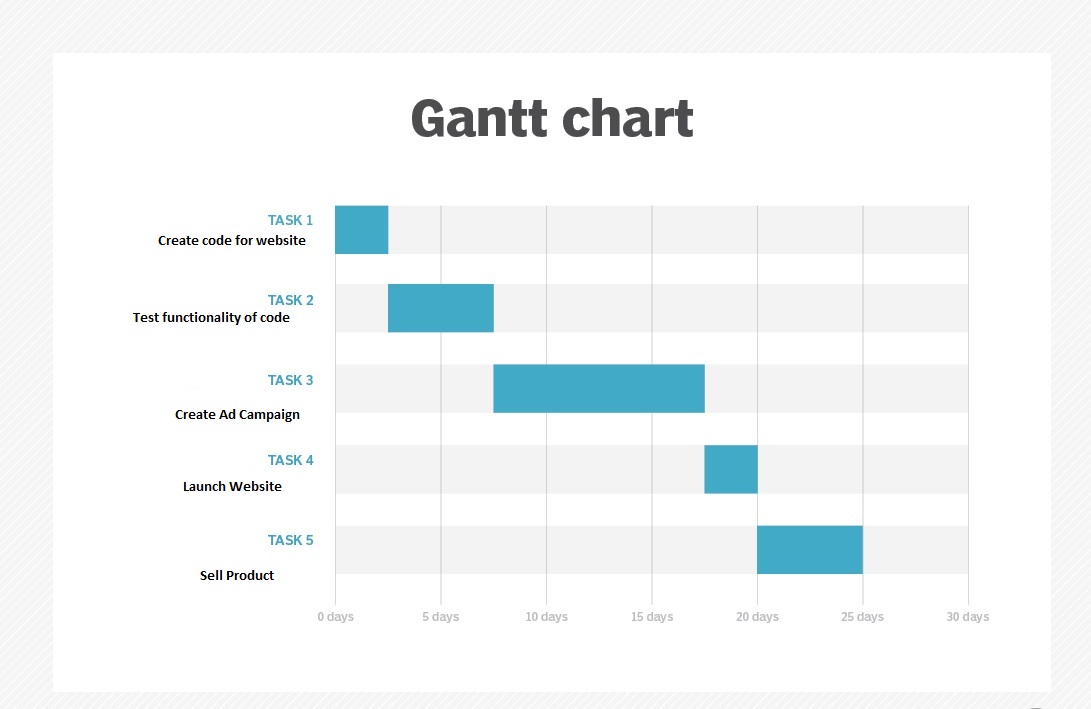 Gantt chart
TASK 1
Create code for website
TASK 2
Test functionality of code
TASK 3
Create Ad Campaign
TASK 4
Launch Website
TASK 5
Sell Product
0 days 5 days 10 days 15 days 20 days 25 days 30 days